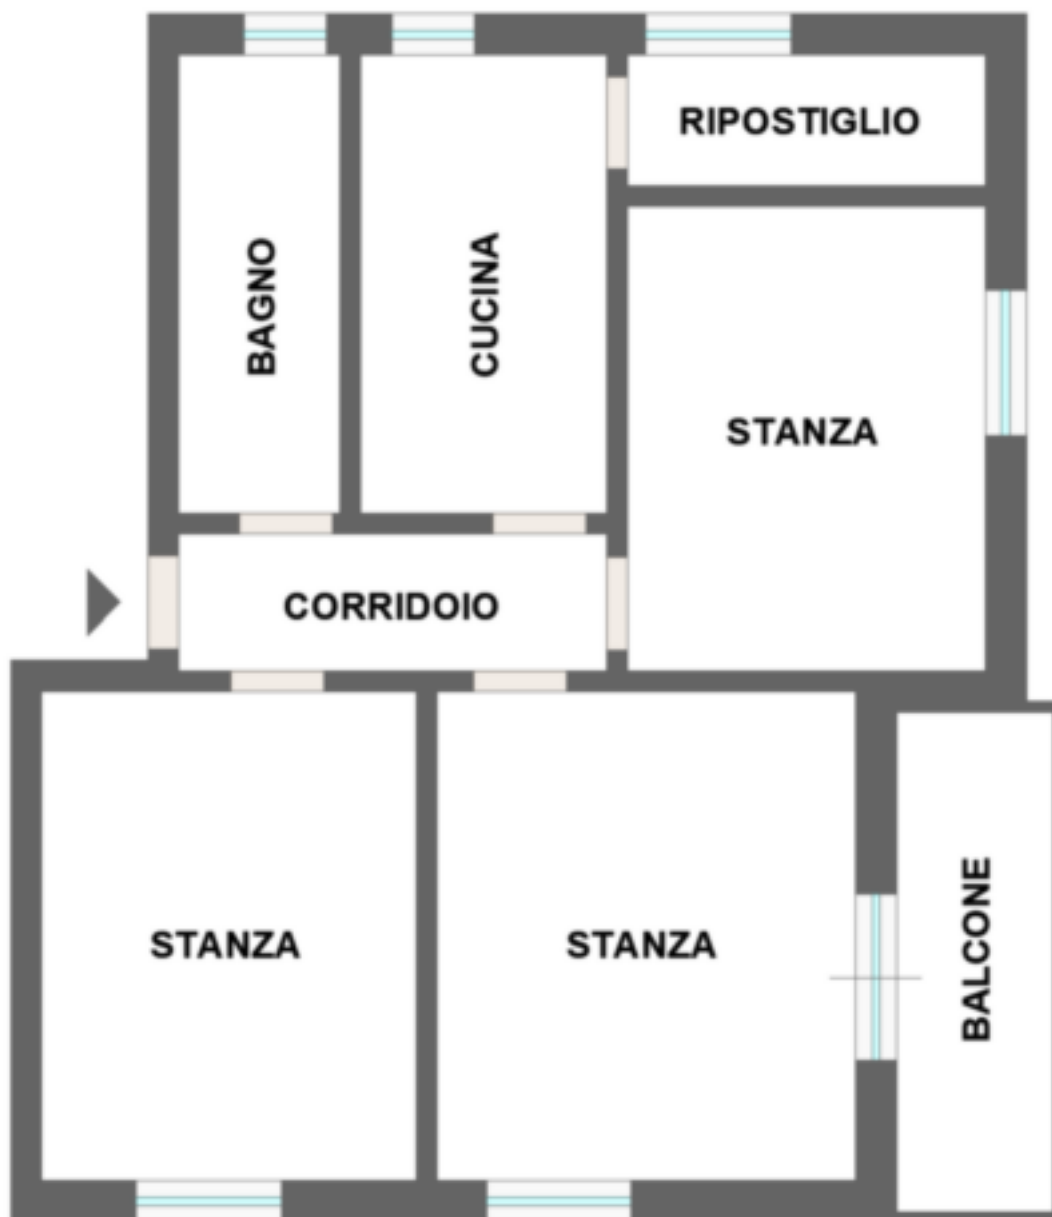 RIPOSTIGLIO
BAGNO
CUCINA
STANZA
CORRIDOIO
STANZA
STANZA
BALCONE